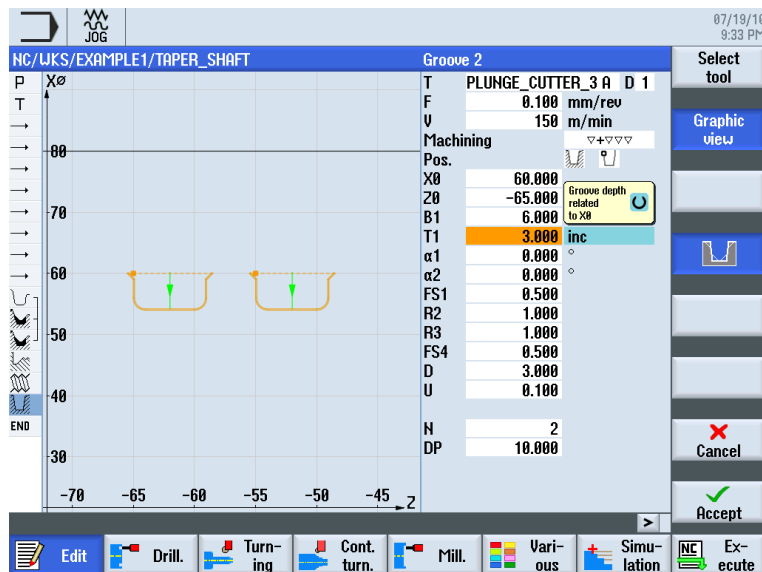 JOG
07/19/16
9:33 PM
NC/WKS/EXAMPLE1/TAPER_SHAFT
Groove 2
Select
tool
P
T
END
XØ
80
70
60
50
40
30
-70
-65
-60
-55
-50
-45
Z
T PLUNGE_CUTTER_3 A D 1
F 0.100 mm/rev
V 150 m/min
Machining ▽+▽▽▽
Pos.
X0 60.000
Z0 -65.000
B1 6.000
T1 3.000 inc
α1 0.000 °
α2 0.000 °
FS1 0.500
R2 1.000
R3 1.000
FS4 0.500
D 3.000
U 0.100
N 2
DP 10.000
Groove depth
related
to X0
Graphic
view
Cancel
Accept
>
Edit
Drill.
Turn-
ing
Cont.
turn.
Mill.
Vari-
ous
Simu-
lation
NC
Ex-
ecute